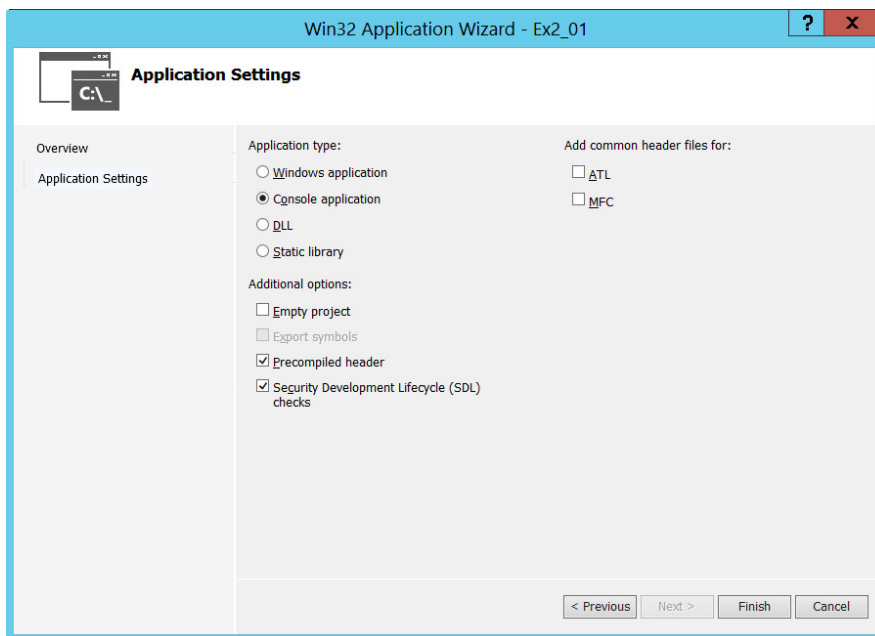 Win32 Application Wizard - Ex2_01
? x
C:\_
Application Settings
Overview
Application Settings
Application type:
Windows application
Console application
DLL
Static library
Additional options:
Empty project
Export symbols
Precompiled header
Security Development Lifecycle (SDL)
checks
Add common header files for:
ATL
MFC
< Previous
Next >
Finish
Cancel